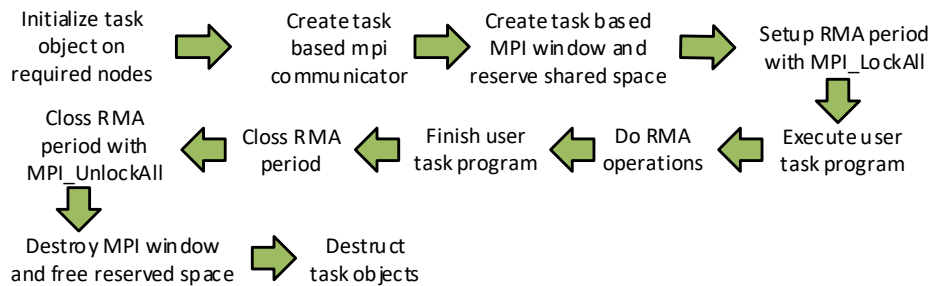 Initialize task
object on
required nodes
Create task
based mpi
communicator
Create task based
MPI window and
reserve shared space
Setup RMA period
with MPI_LockAll
Execute user
task program
Do RMA
operations
Finish user
task program
Closs RMA
period
Closs RMA
period with
MPI_UnlockAll
Destroy MPI window
and free reserved space
Destruct
task objects